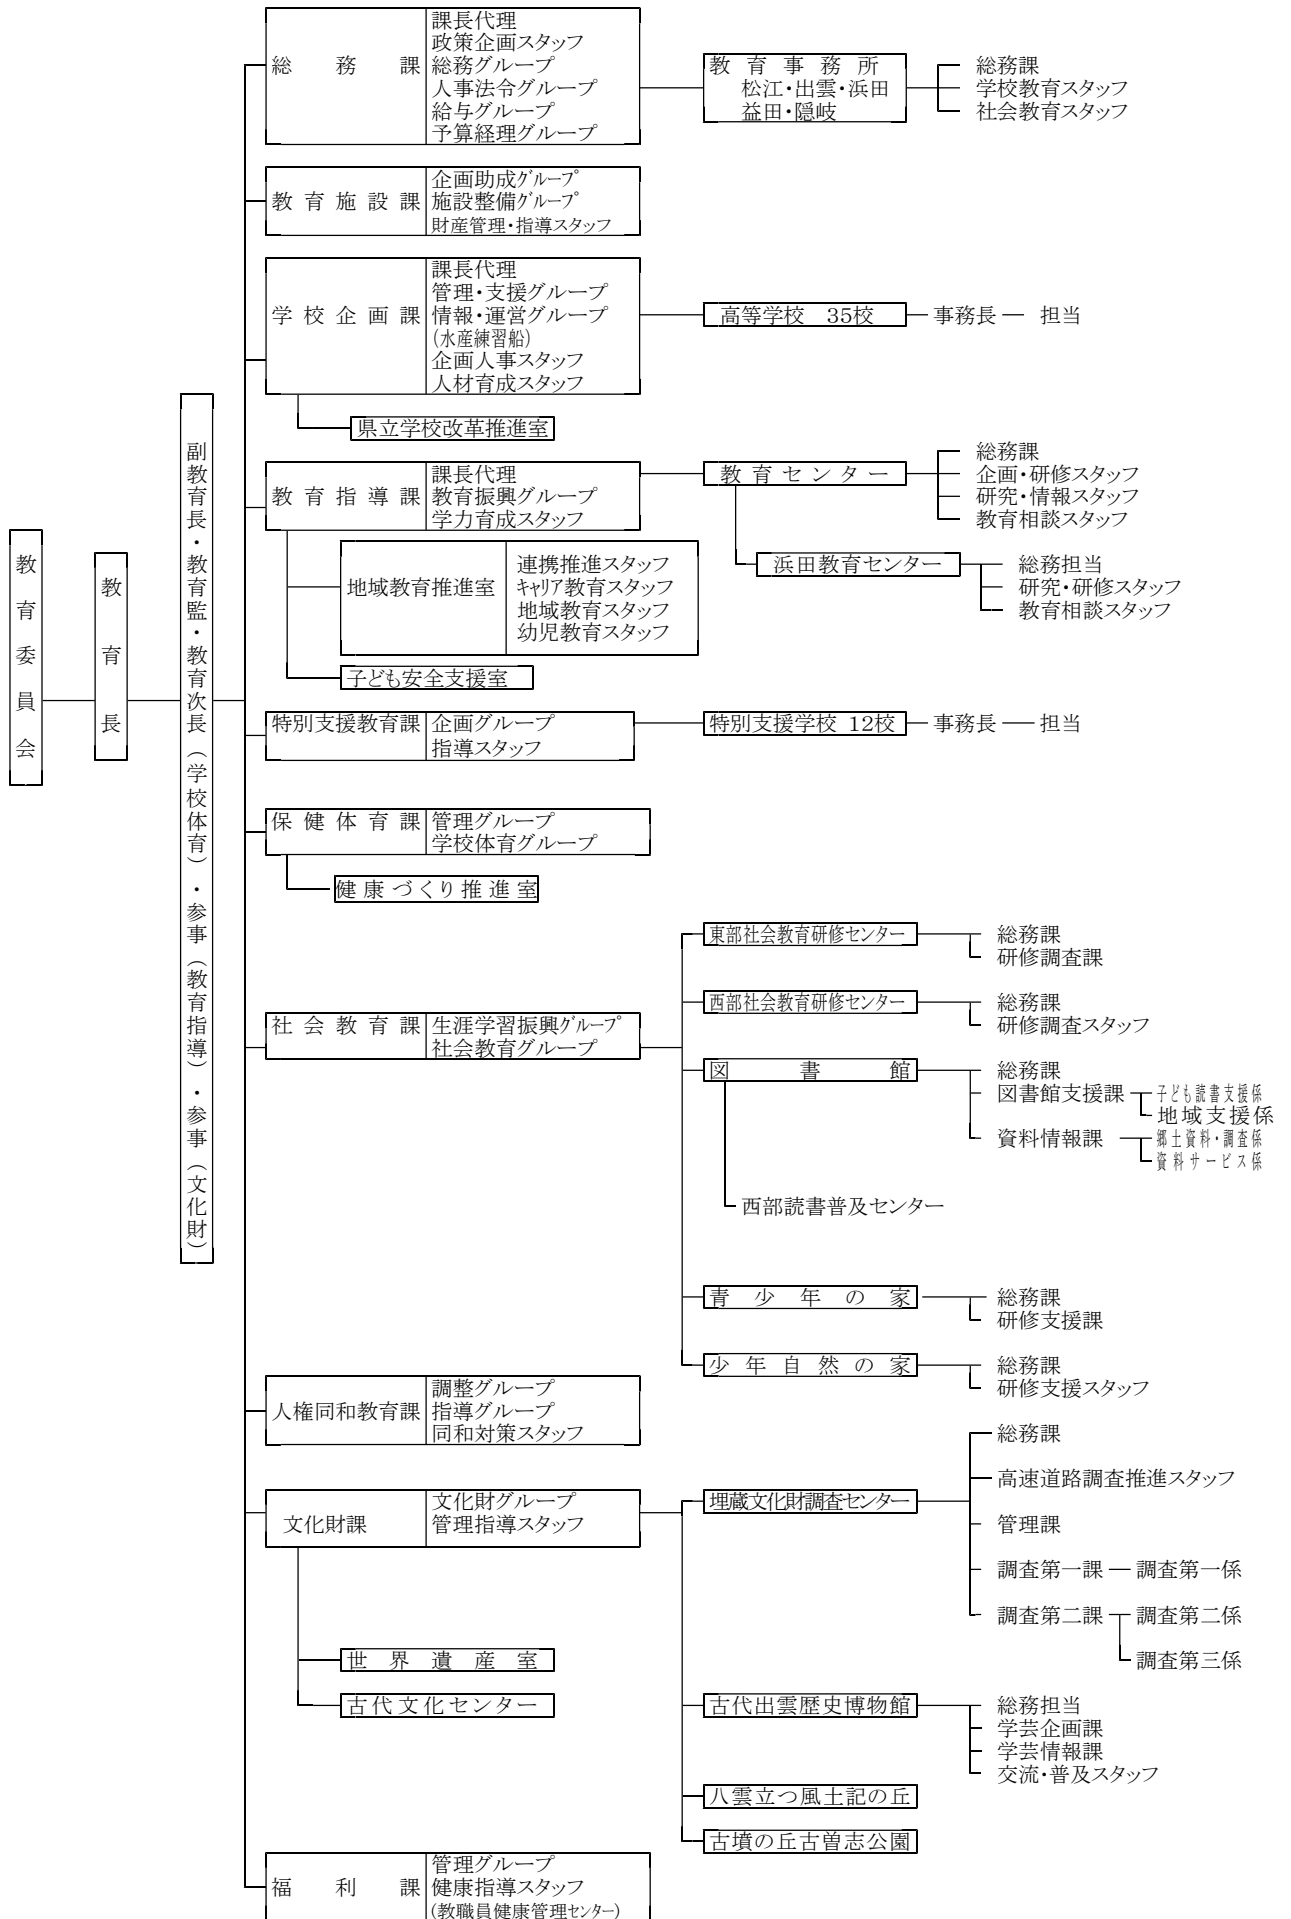 教育委員会
教育長
副教育長・教育監・教育次長（学校体育）・参事（教育指導）・参事（文化財）
総務課
課長代理
政策企画スタッフ
総務グループ
人事法令グループ
給与グループ
予算経理グループ
教育事務所
松江・出雲・浜田
益田・隠岐
総務課
学校教育スタッフ
社会教育スタッフ
教育施設課
企画助成グループ
施設整備グループ
財産管理・指導スタッフ
学校企画課
課長代理
管理・支援グループ
情報・運営グループ
(水産練習船)
企画人事スタッフ
人材育成スタッフ
高等学校　35校
事務長
担当
県立学校改革推進室
教育指導課
課長代理
教育振興グループ
学力育成スタッフ
教育センター
総務課
企画・研修スタッフ
研究・情報スタッフ
教育相談スタッフ
浜田教育センター
総務担当
研究・研修スタッフ
教育相談スタッフ
地域教育推進室
連携推進スタッフ
キャリア教育スタッフ
地域教育スタッフ
幼児教育スタッフ
子ども安全支援室
特別支援教育課
企画グループ
指導スタッフ
特別支援学校 12校
事務長
担当
保健体育課
管理グループ
学校体育グループ
健康づくり推進室
社会教育課
生涯学習振興グループ
社会教育グループ
東部社会教育研修センター
総務課
研修調査課
西部社会教育研修センター
総務課
研修調査スタッフ
図書館
総務課
図書館支援課
子ども読書支援係
地域支援係
資料情報課
郷土資料・調査係
資料サービス係
西部読書普及センター
青少年の家
総務課
研修支援課
少年自然の家
総務課
研修支援スタッフ
人権同和教育課
調整グループ
指導グループ
同和対策スタッフ
文化財課
文化財グループ
管理指導スタッフ
埋蔵文化財調査センター
総務課
高速道路調査推進スタッフ
管理課
調査第一課
調査第一係
調査第二課
調査第二係
調査第三係
世界遺産室
古代文化センター
古代出雲歴史博物館
総務担当
学芸企画課
学芸情報課
交流・普及スタッフ
八雲立つ風土記の丘
古墳の丘古曽志公園
福利課
管理グループ
健康指導スタッフ
(教職員健康管理センター)